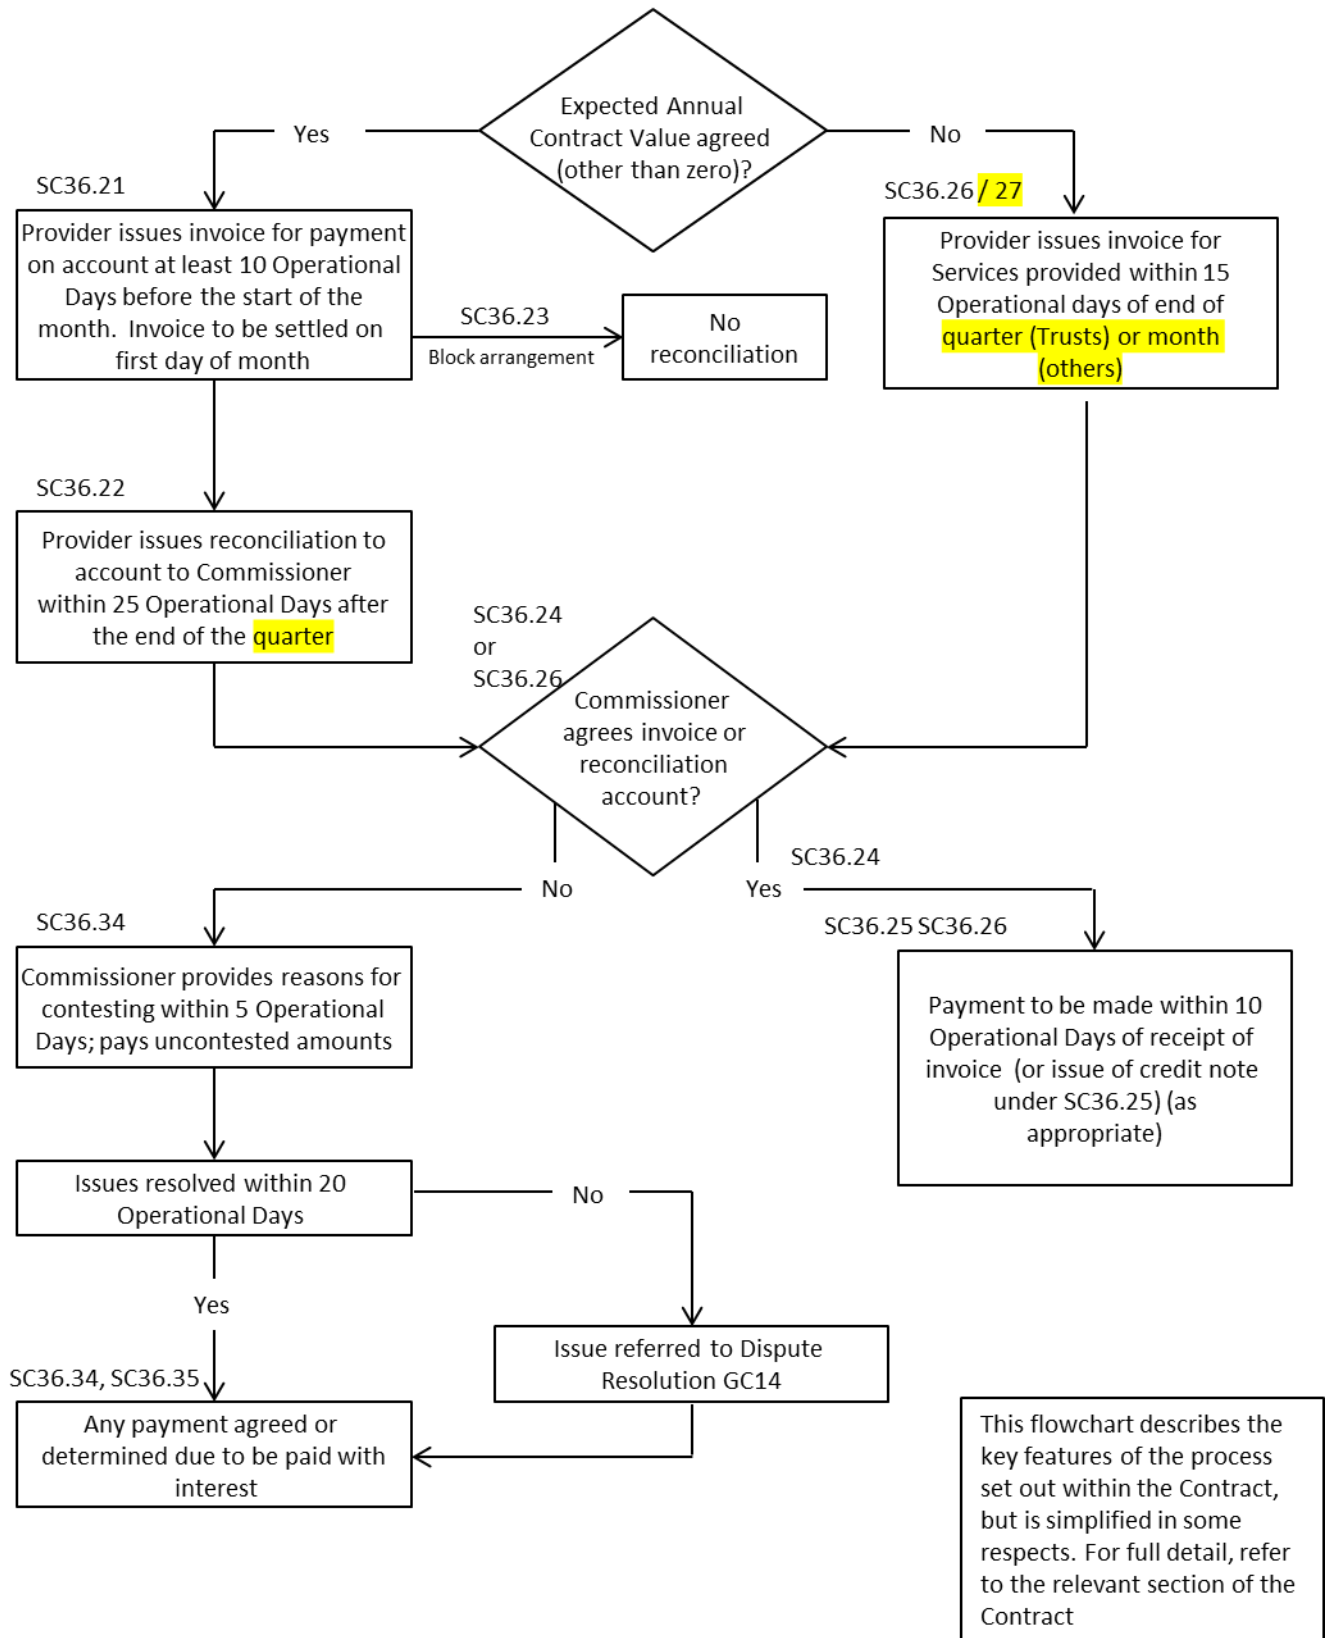 Expected Annual
Contract Value agreed
(other than zero)?
Yes
No
SC36.21
SC36.26 / 27
Provider issues invoice for payment
on account at least 10 Operational
Days before the start of the
month.  Invoice to be settled on
first day of month
SC36.23
Block arrangement
No
reconciliation
Provider issues invoice for
Services provided within 15
Operational days of end of
quarter (Trusts) or month
(others)
SC36.22
Provider issues reconciliation to
account to Commissioner
within 25 Operational Days after
the end of the quarter
SC36.24
or
SC36.26
Commissioner
agrees invoice or
reconciliation
account?
No
Yes
SC36.24
SC36.34
SC36.25 SC36.26
Commissioner provides reasons for
contesting within 5 Operational
Days; pays uncontested amounts
Payment to be made within 10
Operational Days of receipt of
invoice  (or issue of credit note
under SC36.25) (as
appropriate)
Issues resolved within 20
Operational Days
No
Yes
Issue referred to Dispute
Resolution GC14
SC36.34, SC36.35
Any payment agreed or
determined due to be paid with
interest
This flowchart describes the
key features of the process
set out within the Contract,
but is simplified in some
respects. For full detail, refer
to the relevant section of the
Contract